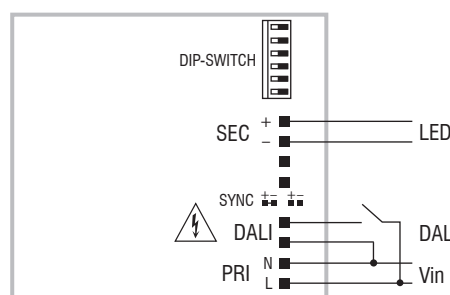 DIP-SWITCH
SEC + LED
−
SYNC +− +−
DALI DAL
PRI N
L Vin